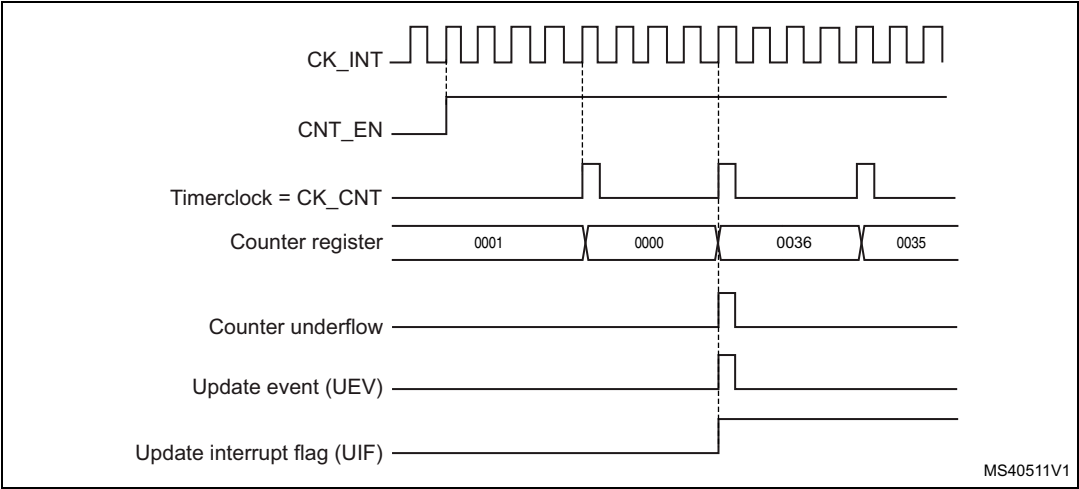 CK_INT
CNT_EN
Timerclock = CK_CNT
Counter register 0001 0000 0036 0035
Counter underflow
Update event (UEV)
Update interrupt flag (UIF)
MS40511V1